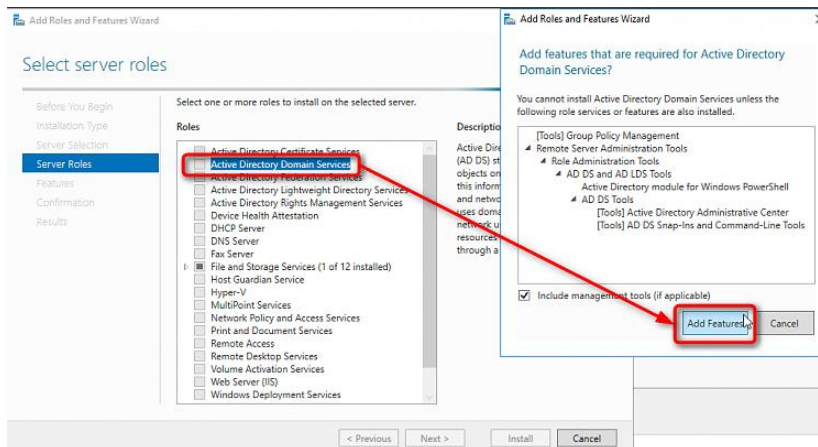 Add Roles and Features Wizard
Select server roles
Before You Begin
Installation Type
Server Selection
Server Roles
Features
Confirmation
Results
Select one or more roles to install on the selected server.
Roles
Active Directory Certificate Services
Active Directory Domain Services
Active Directory Federation Services
Active Directory Lightweight Directory Services
Active Directory Rights Management Services
Device Health Attestation
DHCP Server
DNS Server
Fax Server
File and Storage Services (1 of 12 installed)
Host Guardian Service
Hyper-V
MultiPoint Services
Network Policy and Access Services
Print and Document Services
Remote Access
Remote Desktop Services
Volume Activation Services
Web Server (IIS)
Windows Deployment Services
Active
(AD DS)
objects on
this
and
uses
network
resources
through a
< Previous
Next >
Install
Cancel
Add Roles and Features Wizard
Add features that are required for Active Directory
Domain Services?
You cannot install Active Directory Domain Services unless the
following role services or features are also installed.
[Tools] Group Policy Management
Remote Server Administration Tools
Role Administration Tools
AD DS and AD LDS Tools
Active Directory module for Windows PowerShell
AD DS Tools
[Tools] Active Directory Administrative Center
[Tools] AD DS Snap-Ins and Command-Line Tools
Include management tools (if applicable)
Add Features
Cancel